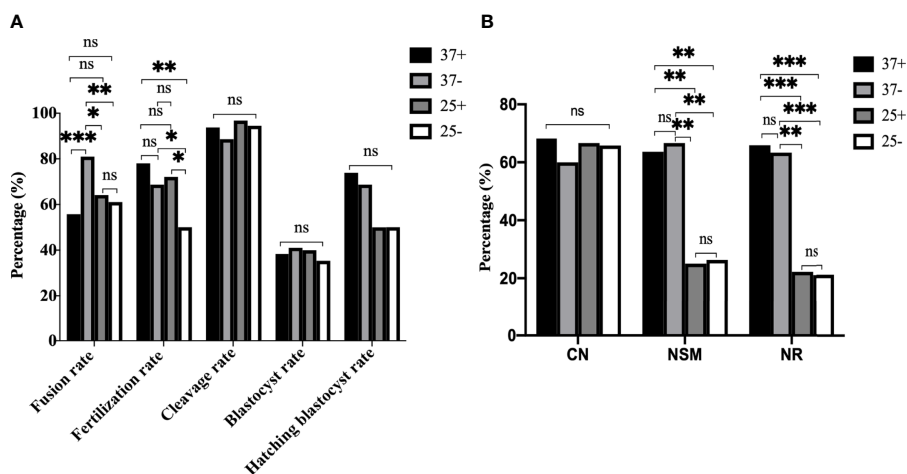 A
ns
ns
**
*
***
ns
**
ns
ns
*
ns
*
ns
ns
ns
37+
37-
25+
25-
Percentage (%)
100
80
60
40
20
0
Fusion rate
Fertilization rate
Cleavage rate
Blastocyst rate
Hatching blastocyst rate
B
ns
**
**
ns
**
**
ns
***
***
ns
***
**
ns
37+
37-
25+
25-
Percentage (%)
80
60
40
20
0
CN
NSM
NR